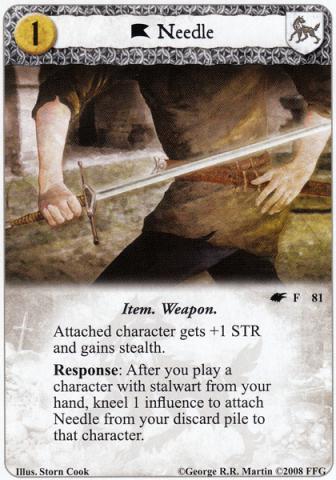 1
Needle
F 81
Item. Weapon.
Attached character gets +1 STR
and gains stealth.
Response: After you play a
character with stalwart from your
hand, kneel 1 influence to attach
Needle from your discard pile to
that character.
Illus. Storn Cook
©George R.R. Martin ©2008 FFG